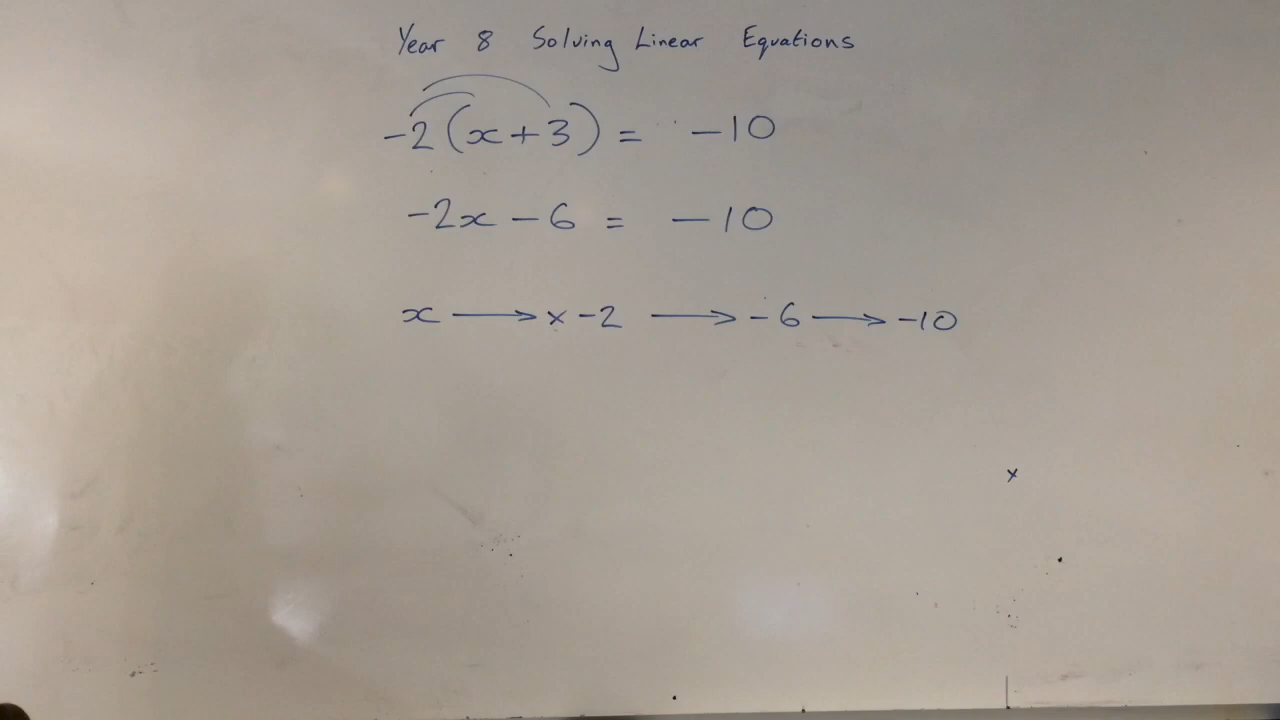 Year 8 Solving Linear Equations
-2(x+3) = -10
-2x - 6 = -10
x ⟶ × -2 ⟶ - 6 ⟶ -10
x